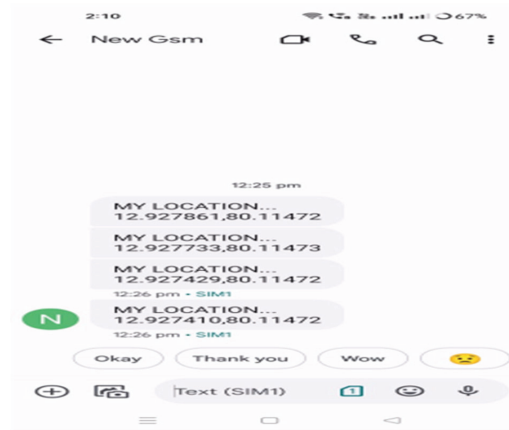 2:10
67%
New Gsm
12:25 pm
MY LOCATION...
12.927861,80.11472
MY LOCATION...
12.927733,80.11473
MY LOCATION...
12.927429,80.11472
12:26 pm • SIM1
N
MY LOCATION...
12.927410,80.11472
12:26 pm • SIM1
Okay
Thank you
Wow
Text (SIM1)
1